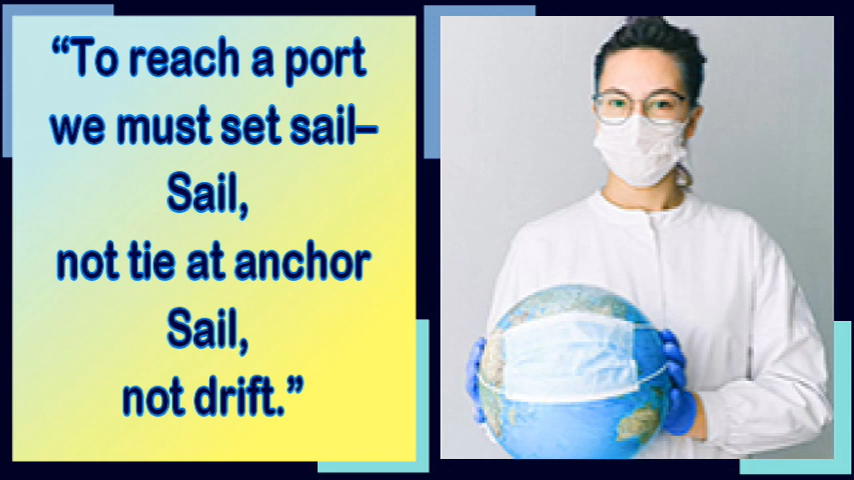 “To reach a port
we must set sail–
Sail,
not tie at anchor
Sail,
not drift.”